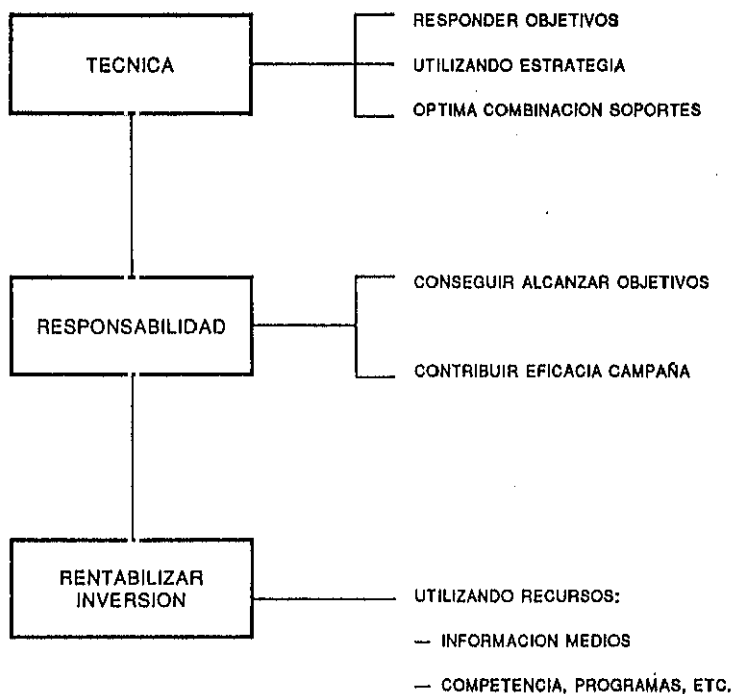 TECNICA
RESPONDER OBJETIVOS
UTILIZANDO ESTRATEGIA
OPTIMA COMBINACION SOPORTES
RESPONSABILIDAD
CONSEGUIR ALCANZAR OBJETIVOS
CONTRIBUIR EFICACIA CAMPAÑA
RENTABILIZAR
INVERSION
UTILIZANDO RECURSOS:
— INFORMACION MEDIOS
— COMPETENCIA, PROGRAMAS, ETC.